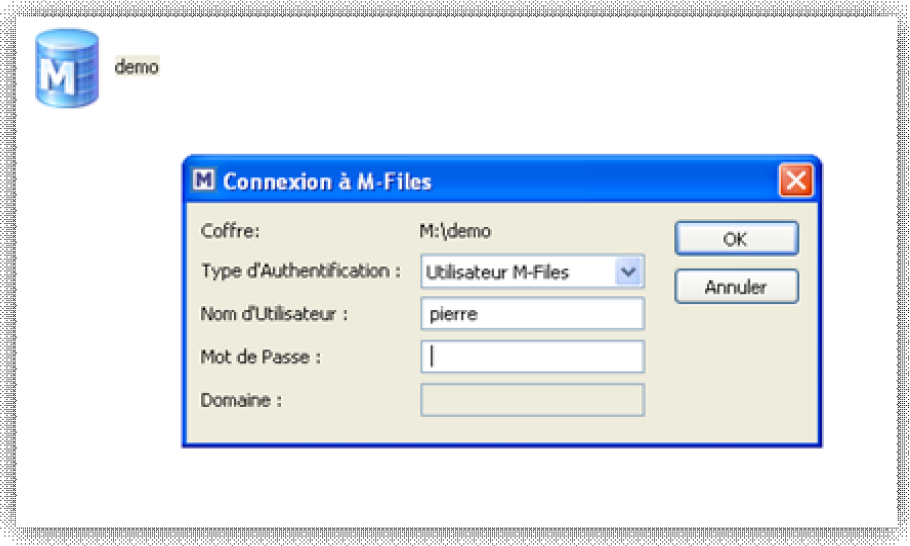 M
demo
M Connexion à M-Files
Coffre: M:\demo
OK
Type d'Authentification : Utilisateur M-Files
Annuler
Nom d'Utilisateur : pierre
Mot de Passe :
Domaine :